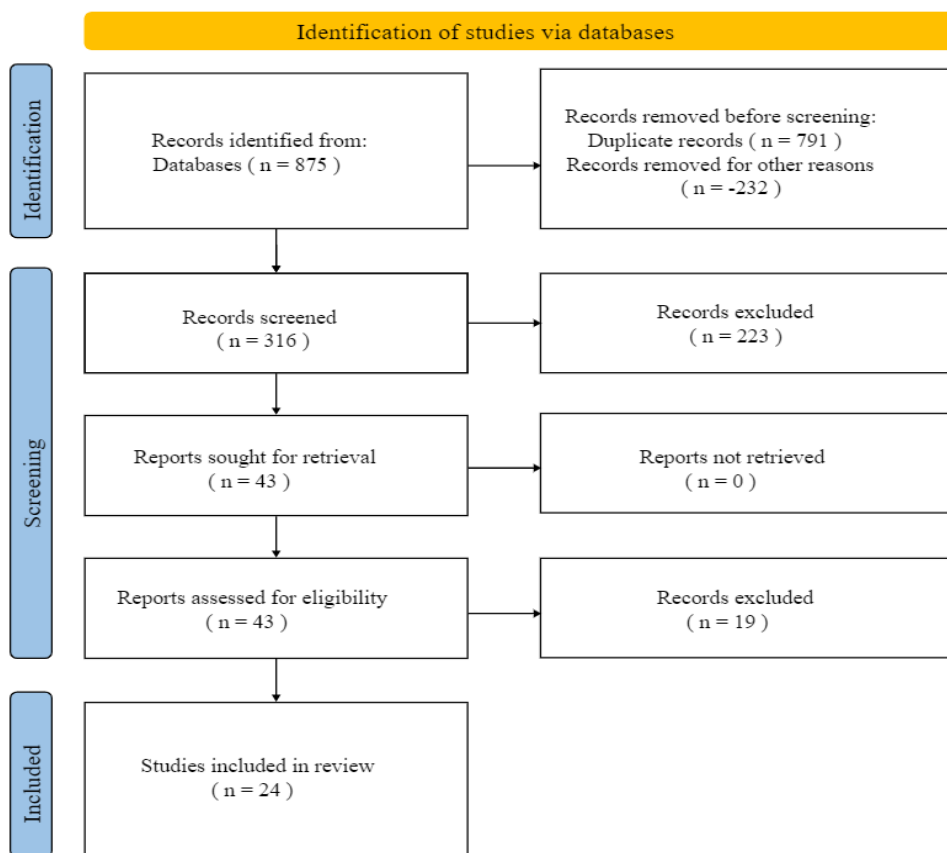 Identification of studies via databases
Identification
Records identified from:
Databases ( n = 875 )
Records removed before screening:
Duplicate records ( n = 791 )
Records removed for other reasons
( n = -232 )
Screening
Records screened
( n = 316 )
Records excluded
( n = 223 )
Reports sought for retrieval
( n = 43 )
Reports not retrieved
( n = 0 )
Reports assessed for eligibility
( n = 43 )
Records excluded
( n = 19 )
Included
Studies included in review
( n = 24 )